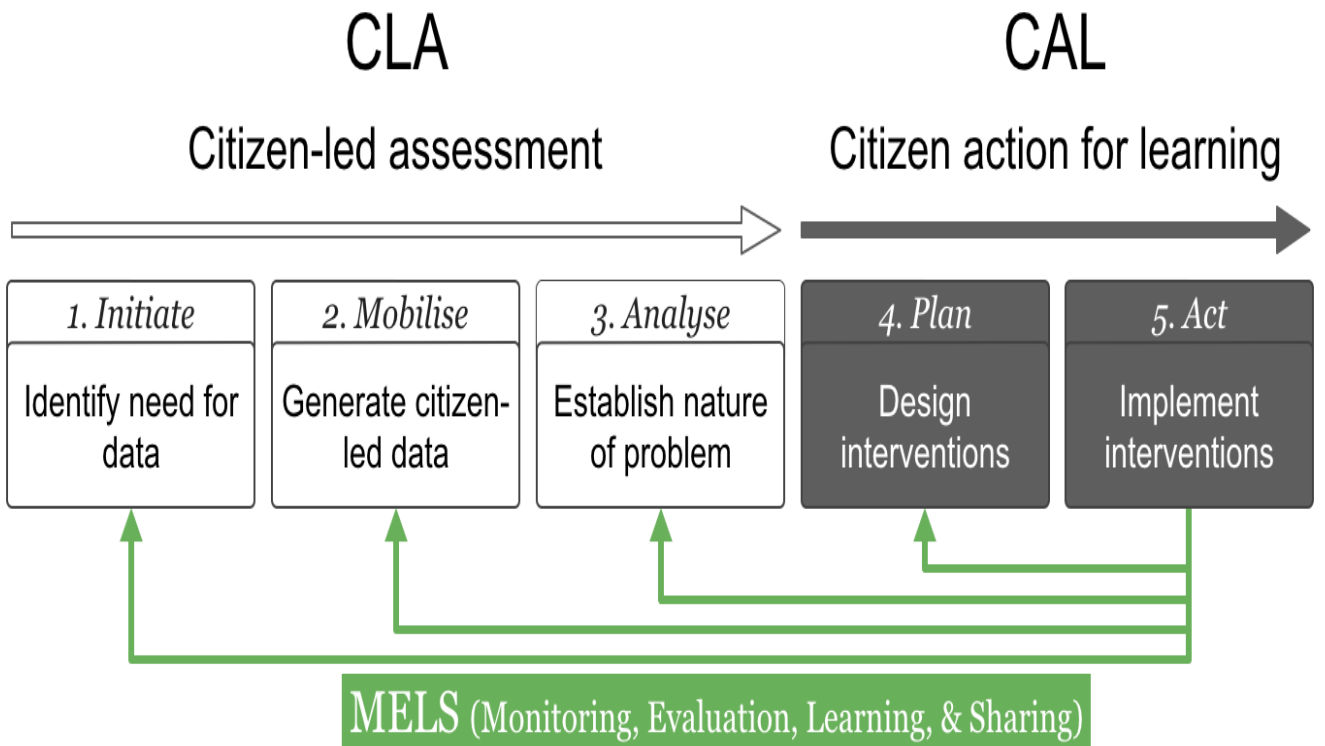 CLA
CAL
Citizen-led assessment
Citizen action for learning
1. Initiate
Identify need for
data
2. Mobilise
Generate citizen-
led data
3. Analyse
Establish nature
of problem
4. Plan
Design
interventions
5. Act
Implement
interventions
MELS (Monitoring, Evaluation, Learning, & Sharing)